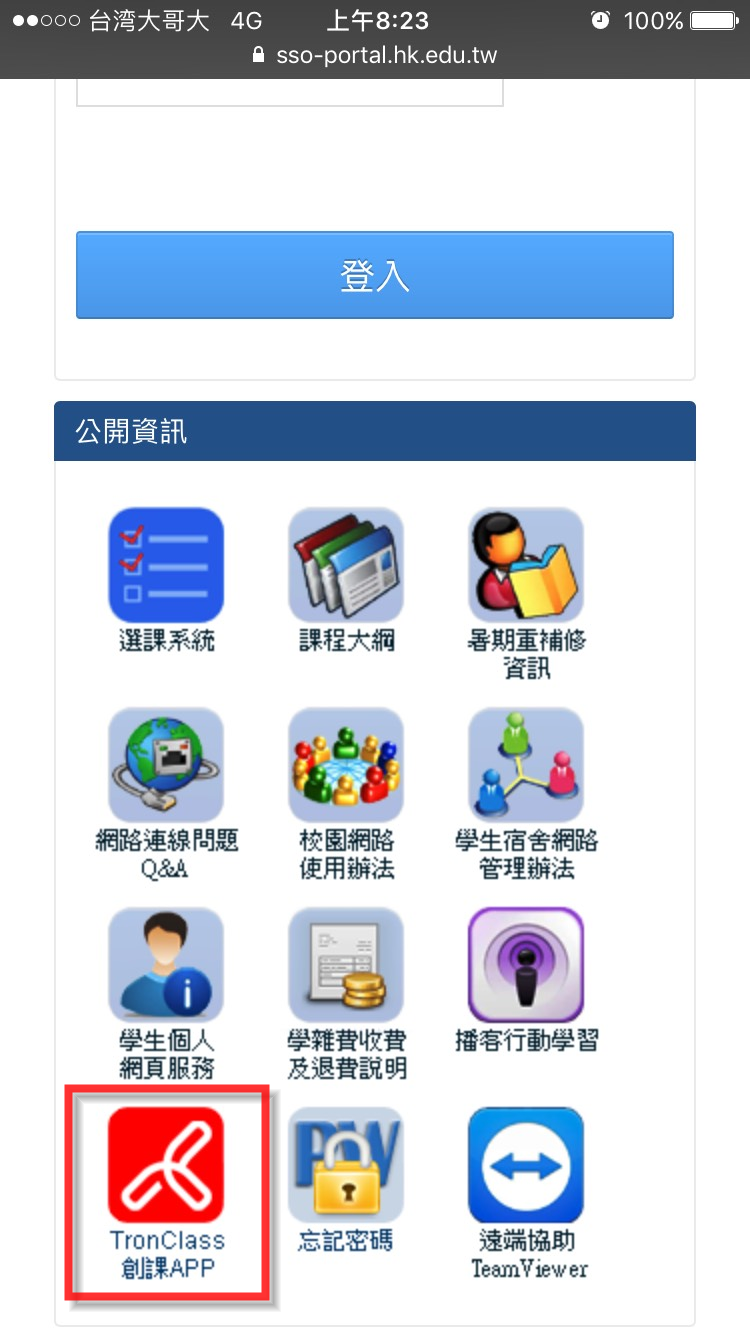 台湾大哥大 4G 上午8:23 100%
sso-portal.hk.edu.tw
登入
公開資訊
選課系統 課程大綱 暑期重補修
資訊
網路連線問題 校園網路 學生宿舍網路
Q&A 使用辦法 管理辦法
學生個人 學雜費收費 播客行動學習
網頁服務 及退費說明
PW
TronClass 忘記密碼 遠端協助
創課APP TeamViewer